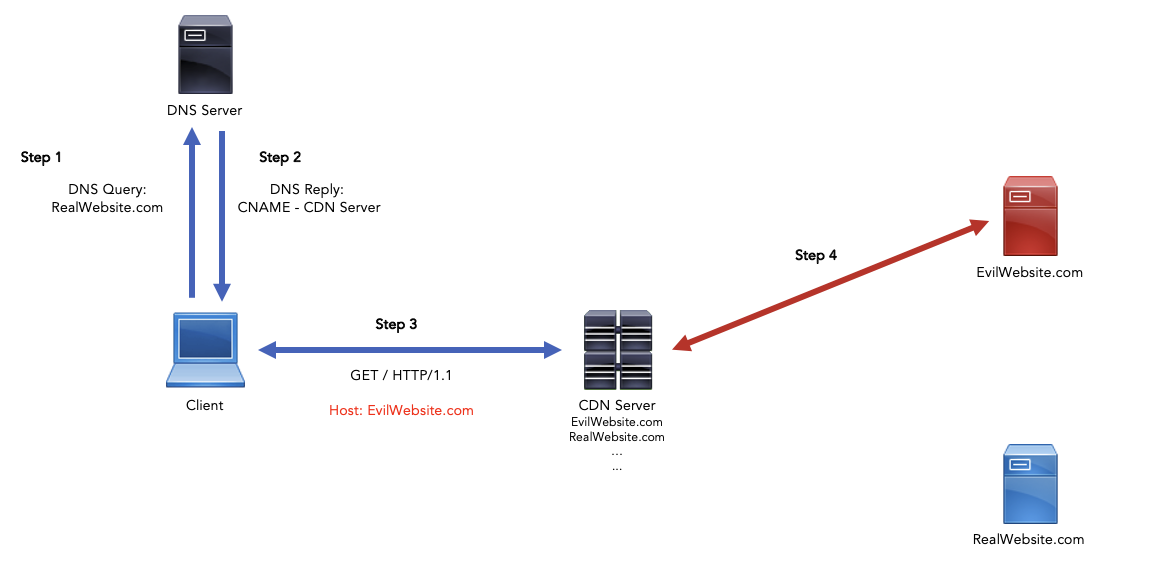 DNS Server
Step 1
Step 2
DNS Query:
RealWebsite.com
DNS Reply:
CNAME - CDN Server
Step 4
EvilWebsite.com
Step 3
GET / HTTP/1.1
Host: EvilWebsite.com
Client
CDN Server
EvilWebsite.com
RealWebsite.com
...
...
RealWebsite.com